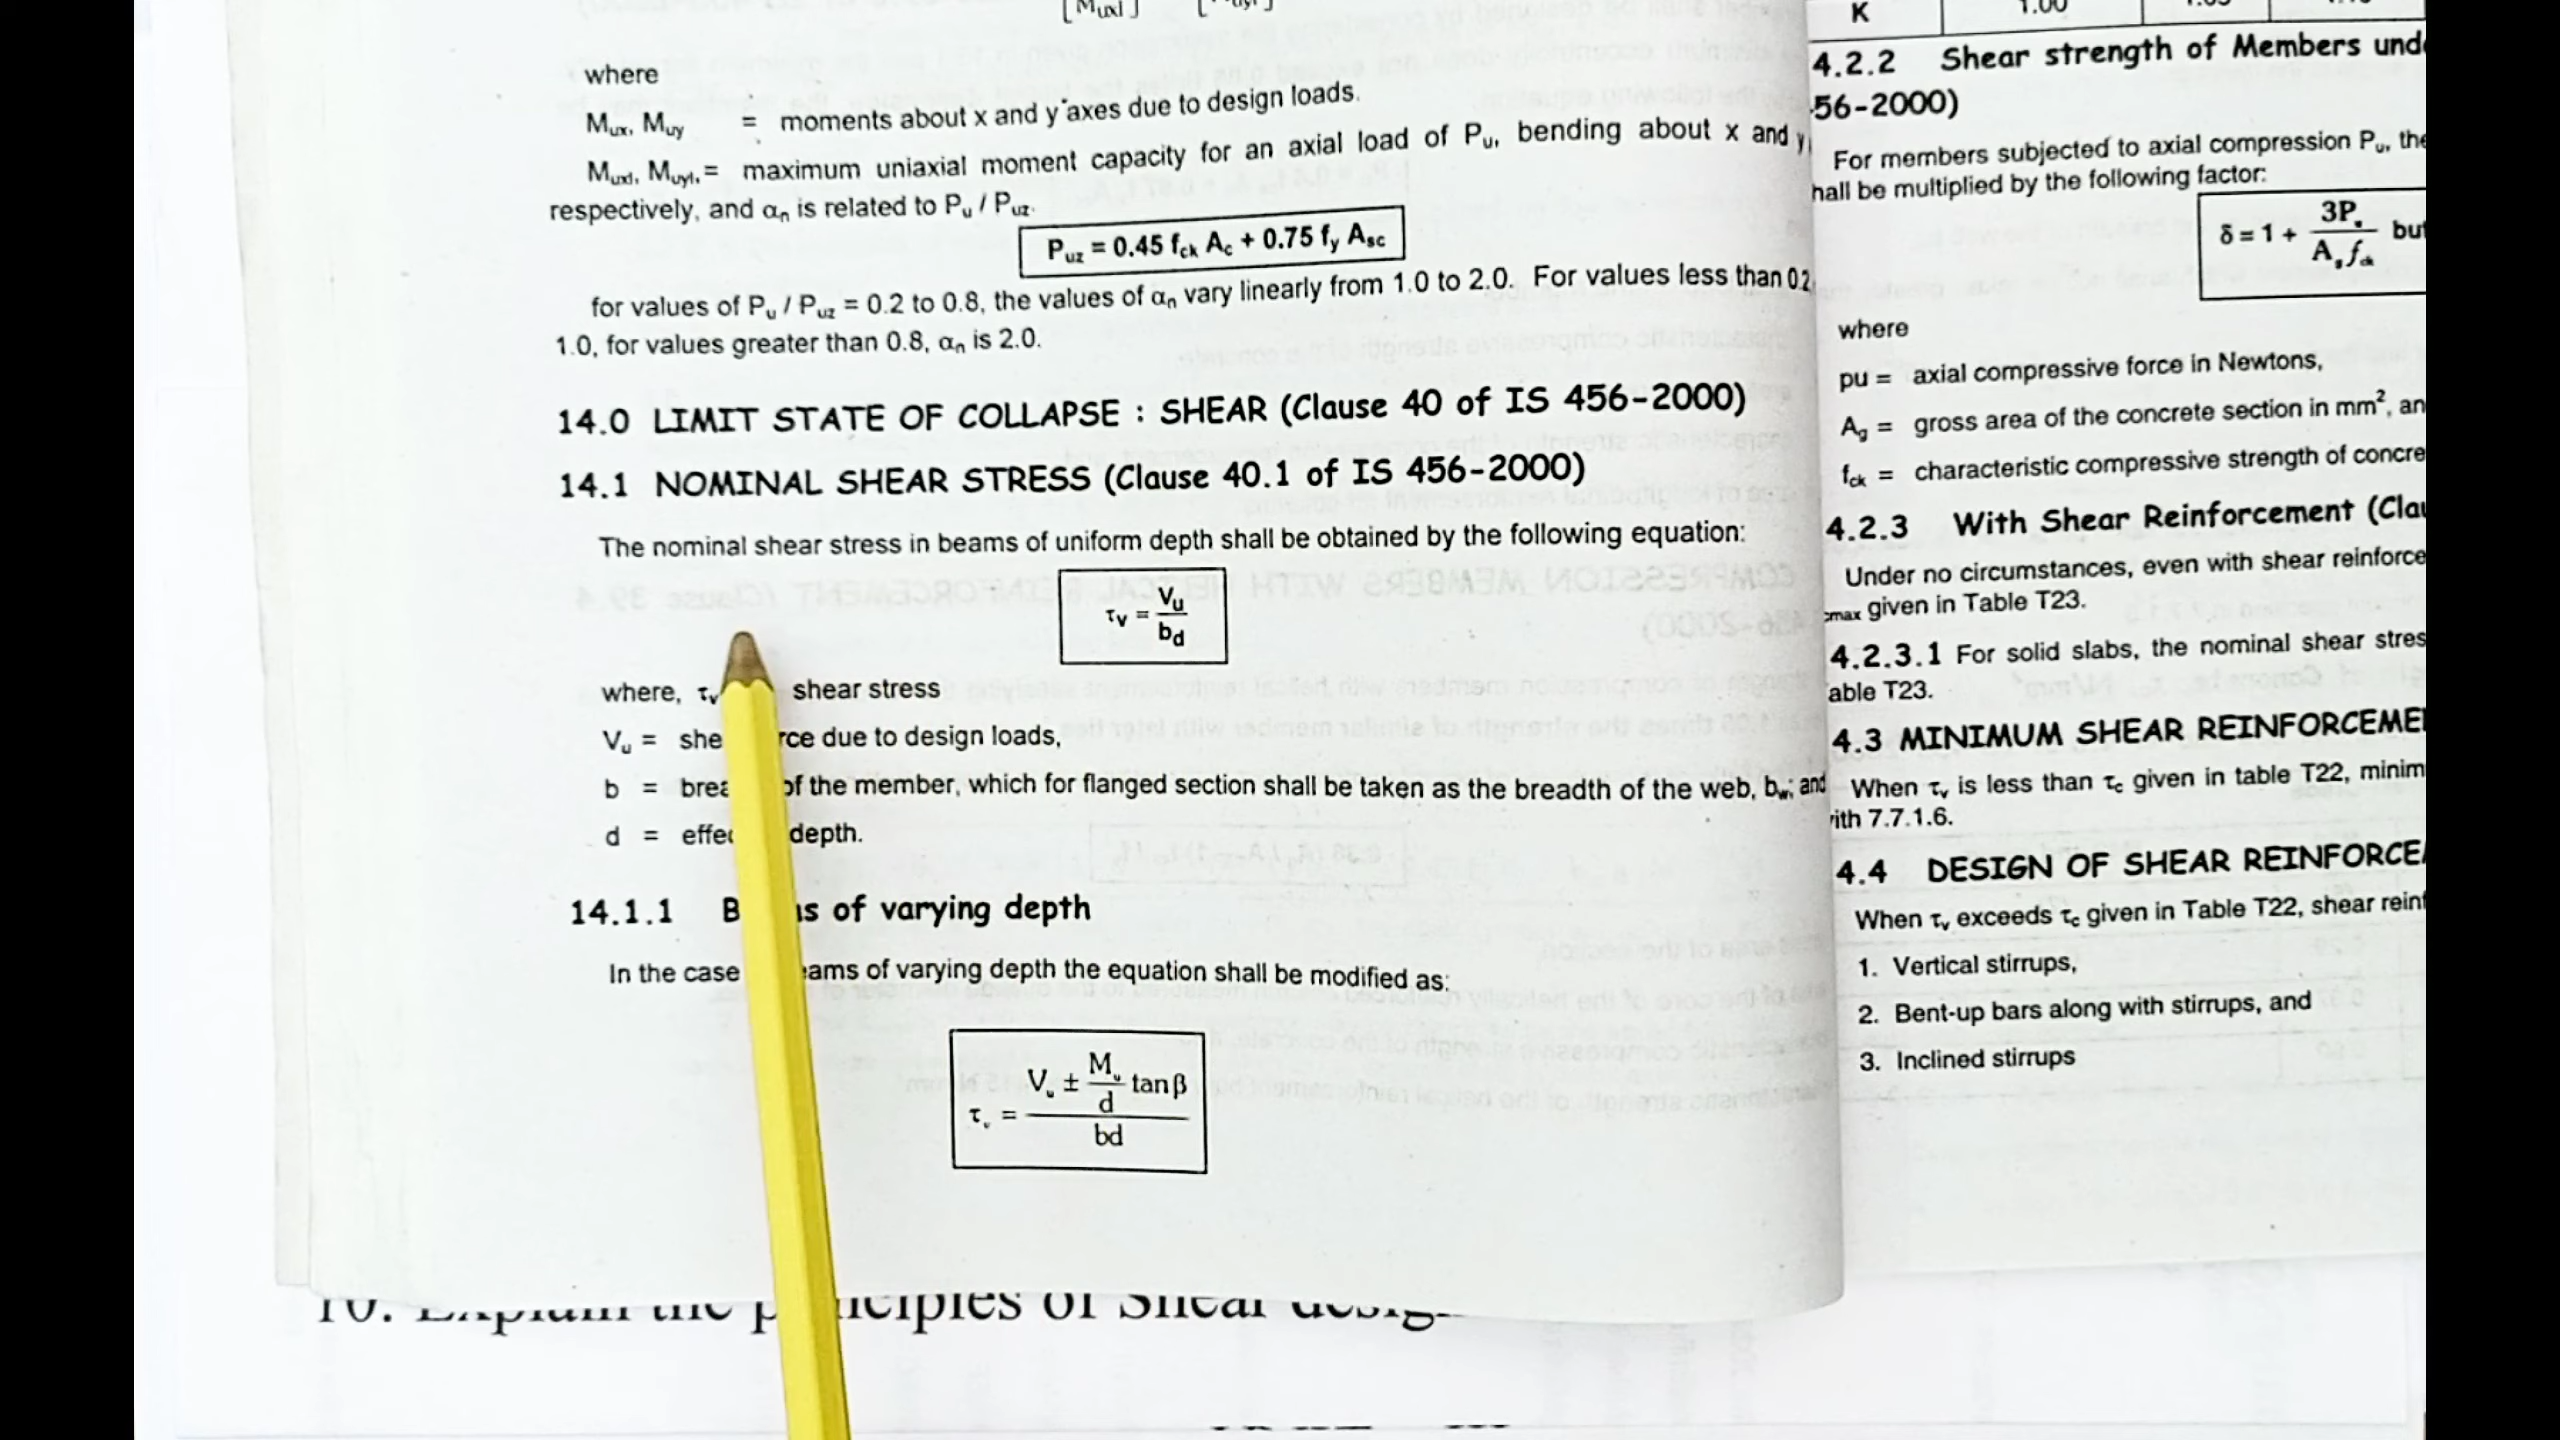 where
Mux, Muy = moments about x and y axes due to design loads.
Muxl, Muyl, = maximum uniaxial moment capacity for an axial load of Pu, bending about x and y
respectively, and αn is related to Pu / Puz.
Puz = 0.45 fck Ac + 0.75 fy Asc
for values of Pu / Puz = 0.2 to 0.8, the values of αn vary linearly from 1.0 to 2.0. For values less than 0.2
1.0, for values greater than 0.8, αn is 2.0.
14.0 LIMIT STATE OF COLLAPSE : SHEAR (Clause 40 of IS 456-2000)
14.1 NOMINAL SHEAR STRESS (Clause 40.1 of IS 456-2000)
The nominal shear stress in beams of uniform depth shall be obtained by the following equation:
τv = Vu / bd
where, τv shear stress
Vu = she rce due to design loads,
b = brea of the member, which for flanged section shall be taken as the breadth of the web, bw; and
d = effec depth.
14.1.1 B s of varying depth
In the case eams of varying depth the equation shall be modified as:
τv = (Vu ± Mu/d tanβ) / bd
10. Explain the principles of Shear design
K 1.00
4.2.2 Shear strength of Members und
56-2000)
For members subjected to axial compression Pu, the
hall be multiplied by the following factor:
δ = 1 + 3Pu / Ag fck but
where
pu = axial compressive force in Newtons,
Ag = gross area of the concrete section in mm², an
fck = characteristic compressive strength of concre
4.2.3 With Shear Reinforcement (Cla
Under no circumstances, even with shear reinforce
cmax given in Table T23.
4.2.3.1 For solid slabs, the nominal shear stres
able T23.
4.3 MINIMUM SHEAR REINFORCEME
When τv is less than τc given in table T22, minim
ith 7.7.1.6.
4.4 DESIGN OF SHEAR REINFORCE
When τv exceeds τc given in Table T22, shear reinf
1. Vertical stirrups,
2. Bent-up bars along with stirrups, and
3. Inclined stirrups